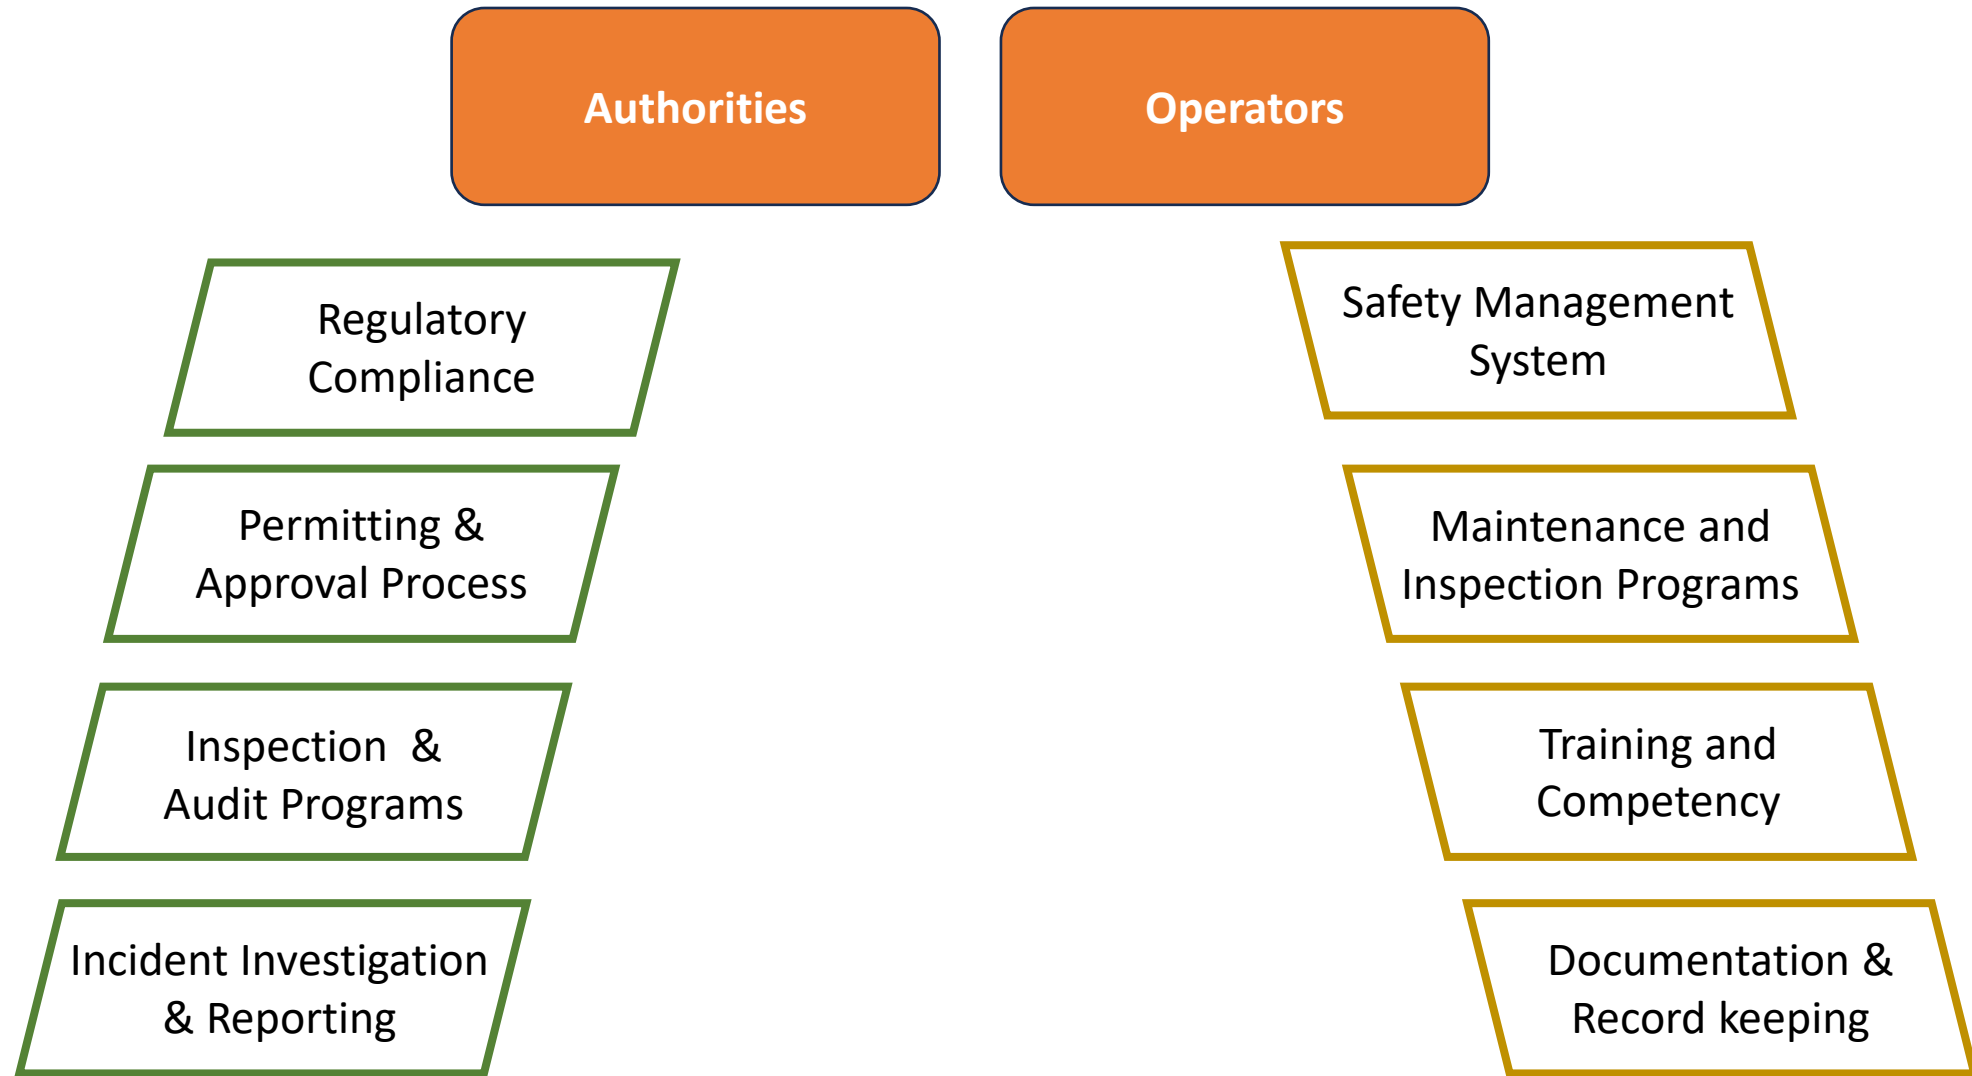 Authorities
Operators
Regulatory
Compliance
Permitting &
Approval Process
Inspection  &
Audit Programs
Incident Investigation
& Reporting
Safety Management
System
Maintenance and
Inspection Programs
Training and
Competency
Documentation &
Record keeping